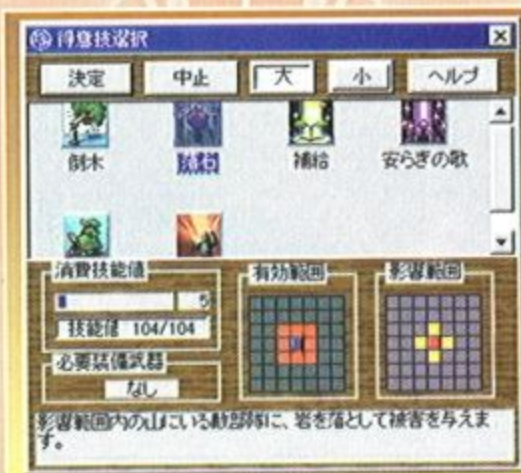 得意技選択
決定 中止 大 小 ヘルプ
倒木 落石 補給 安らぎの歌
消費技能値
5
技能値 104/104
必要装備武器
なし
有効範囲
影響範囲
影響範囲内の山にいる敵部隊に、岩を落として被害を与えま
す。